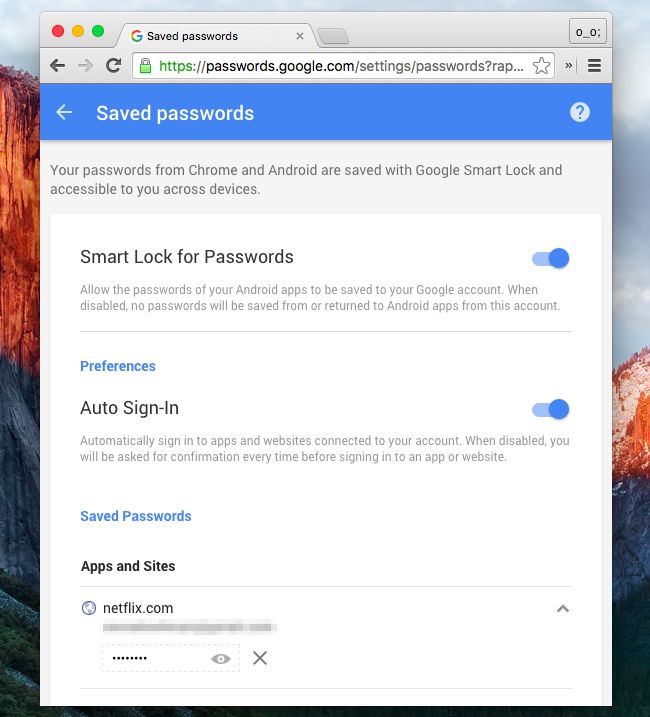 Saved passwords
o_o;
https://passwords.google.com/settings/passwords?rap...
Saved passwords
Your passwords from Chrome and Android are saved with Google Smart Lock and
accessible to you across devices.
Smart Lock for Passwords
Allow the passwords of your Android apps to be saved to your Google account. When
disabled, no passwords will be saved from or returned to Android apps from this account.
Preferences
Auto Sign-In
Automatically sign in to apps and websites connected to your account. When disabled, you
will be asked for confirmation every time before signing in to an app or website.
Saved Passwords
Apps and Sites
netflix.com
••••••••